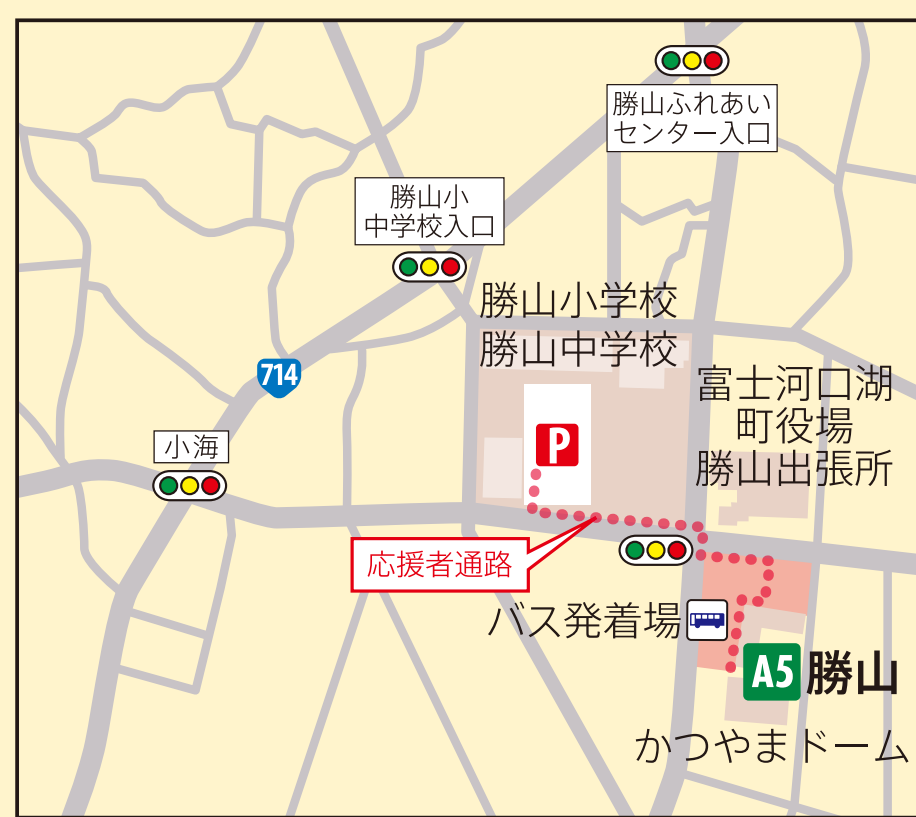 勝山ふれあい
センター入口
勝山小
中学校入口
勝山小学校
勝山中学校
714
富士河口湖
町役場
勝山出張所
小海
P
応援者通路
バス発着場
A5 勝山
かつやまドーム